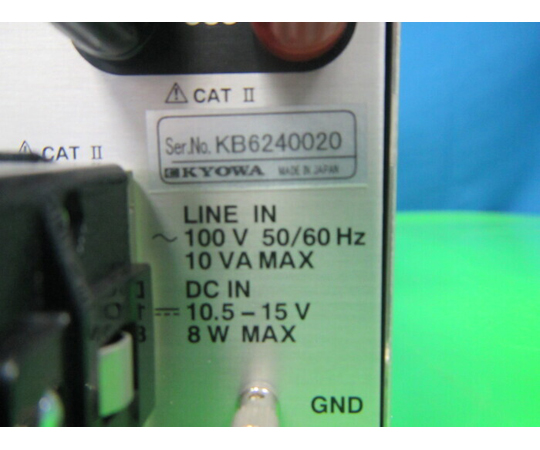 ⚠ CAT II
Ser.No. KB6240020
KYOWA MADE IN JAPAN
⚠ CAT II
LINE IN
~ 100 V 50/60 Hz
10 VA MAX
DC IN
10.5 – 15 V
8 W MAX
GND